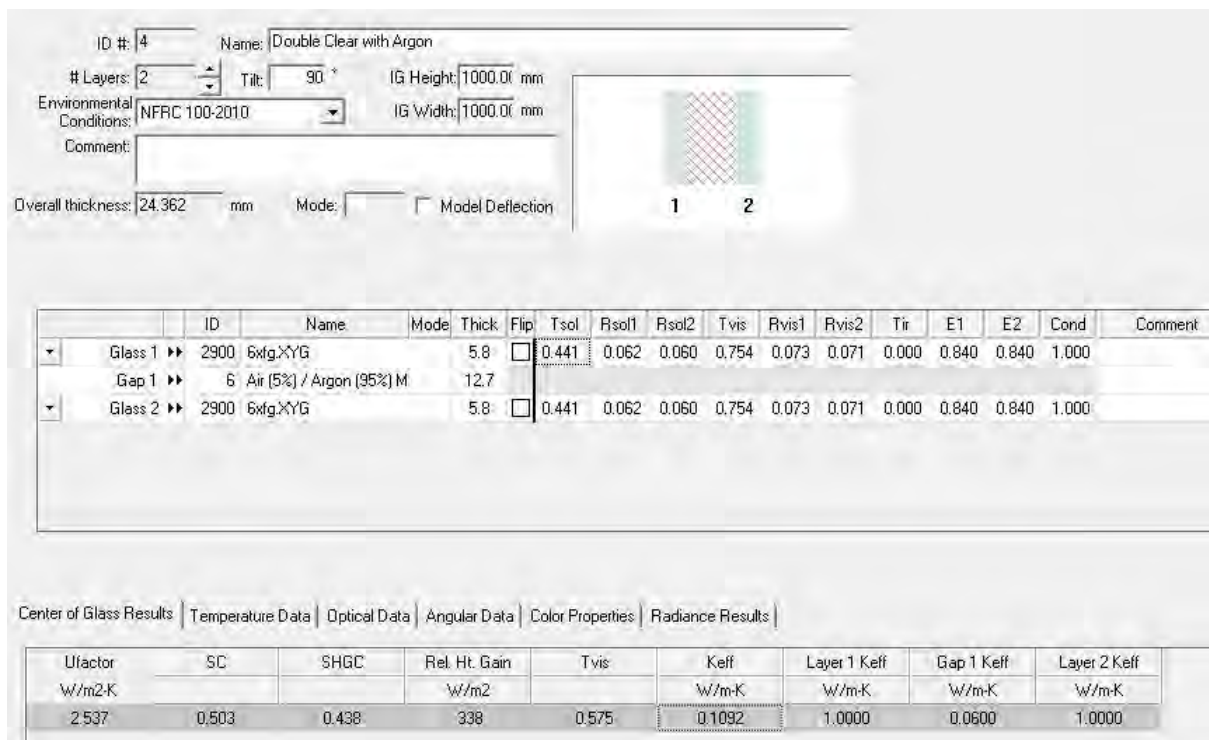 ID #: 4 Name: Double Clear with Argon
# Layers: 2 Tilt: 90 ° IG Height: 1000.0( mm
Environmental Conditions: NFRC 100-2010 IG Width: 1000.0( mm
Comment:
Overall thickness: 24.362 mm Mode: Model Deflection
1 2
ID Name Mode Thick Flip Tsol Rsol1 Rsol2 Tvis Rvis1 Rvis2 Tir E1 E2 Cond Comment
Glass 1 ▸▸ 2900 6xfg.XYG 5.8 0.441 0.062 0.060 0.754 0.073 0.071 0.000 0.840 0.840 1.000
Gap 1 ▸▸ 6 Air (5%) / Argon (95%) M 12.7
Glass 2 ▸▸ 2900 6xfg.XYG 5.8 0.441 0.062 0.060 0.754 0.073 0.071 0.000 0.840 0.840 1.000
Center of Glass Results Temperature Data Optical Data Angular Data Color Properties Radiance Results
Ufactor SC SHGC Rel. Ht. Gain Tvis Keff Layer 1 Keff Gap 1 Keff Layer 2 Keff
W/m2-K W/m2 W/m-K W/m-K W/m-K W/m-K
2.537 0.503 0.438 338 0.575 0.1092 1.0000 0.0600 1.0000